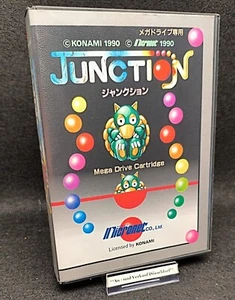 メガドライブ専用
© KONAMI 1990 © Micronet 1990
JUNCTION
ジャンクション
Mega Drive Cartridge
Micronet CO., Ltd.
Licensed by KONAMI